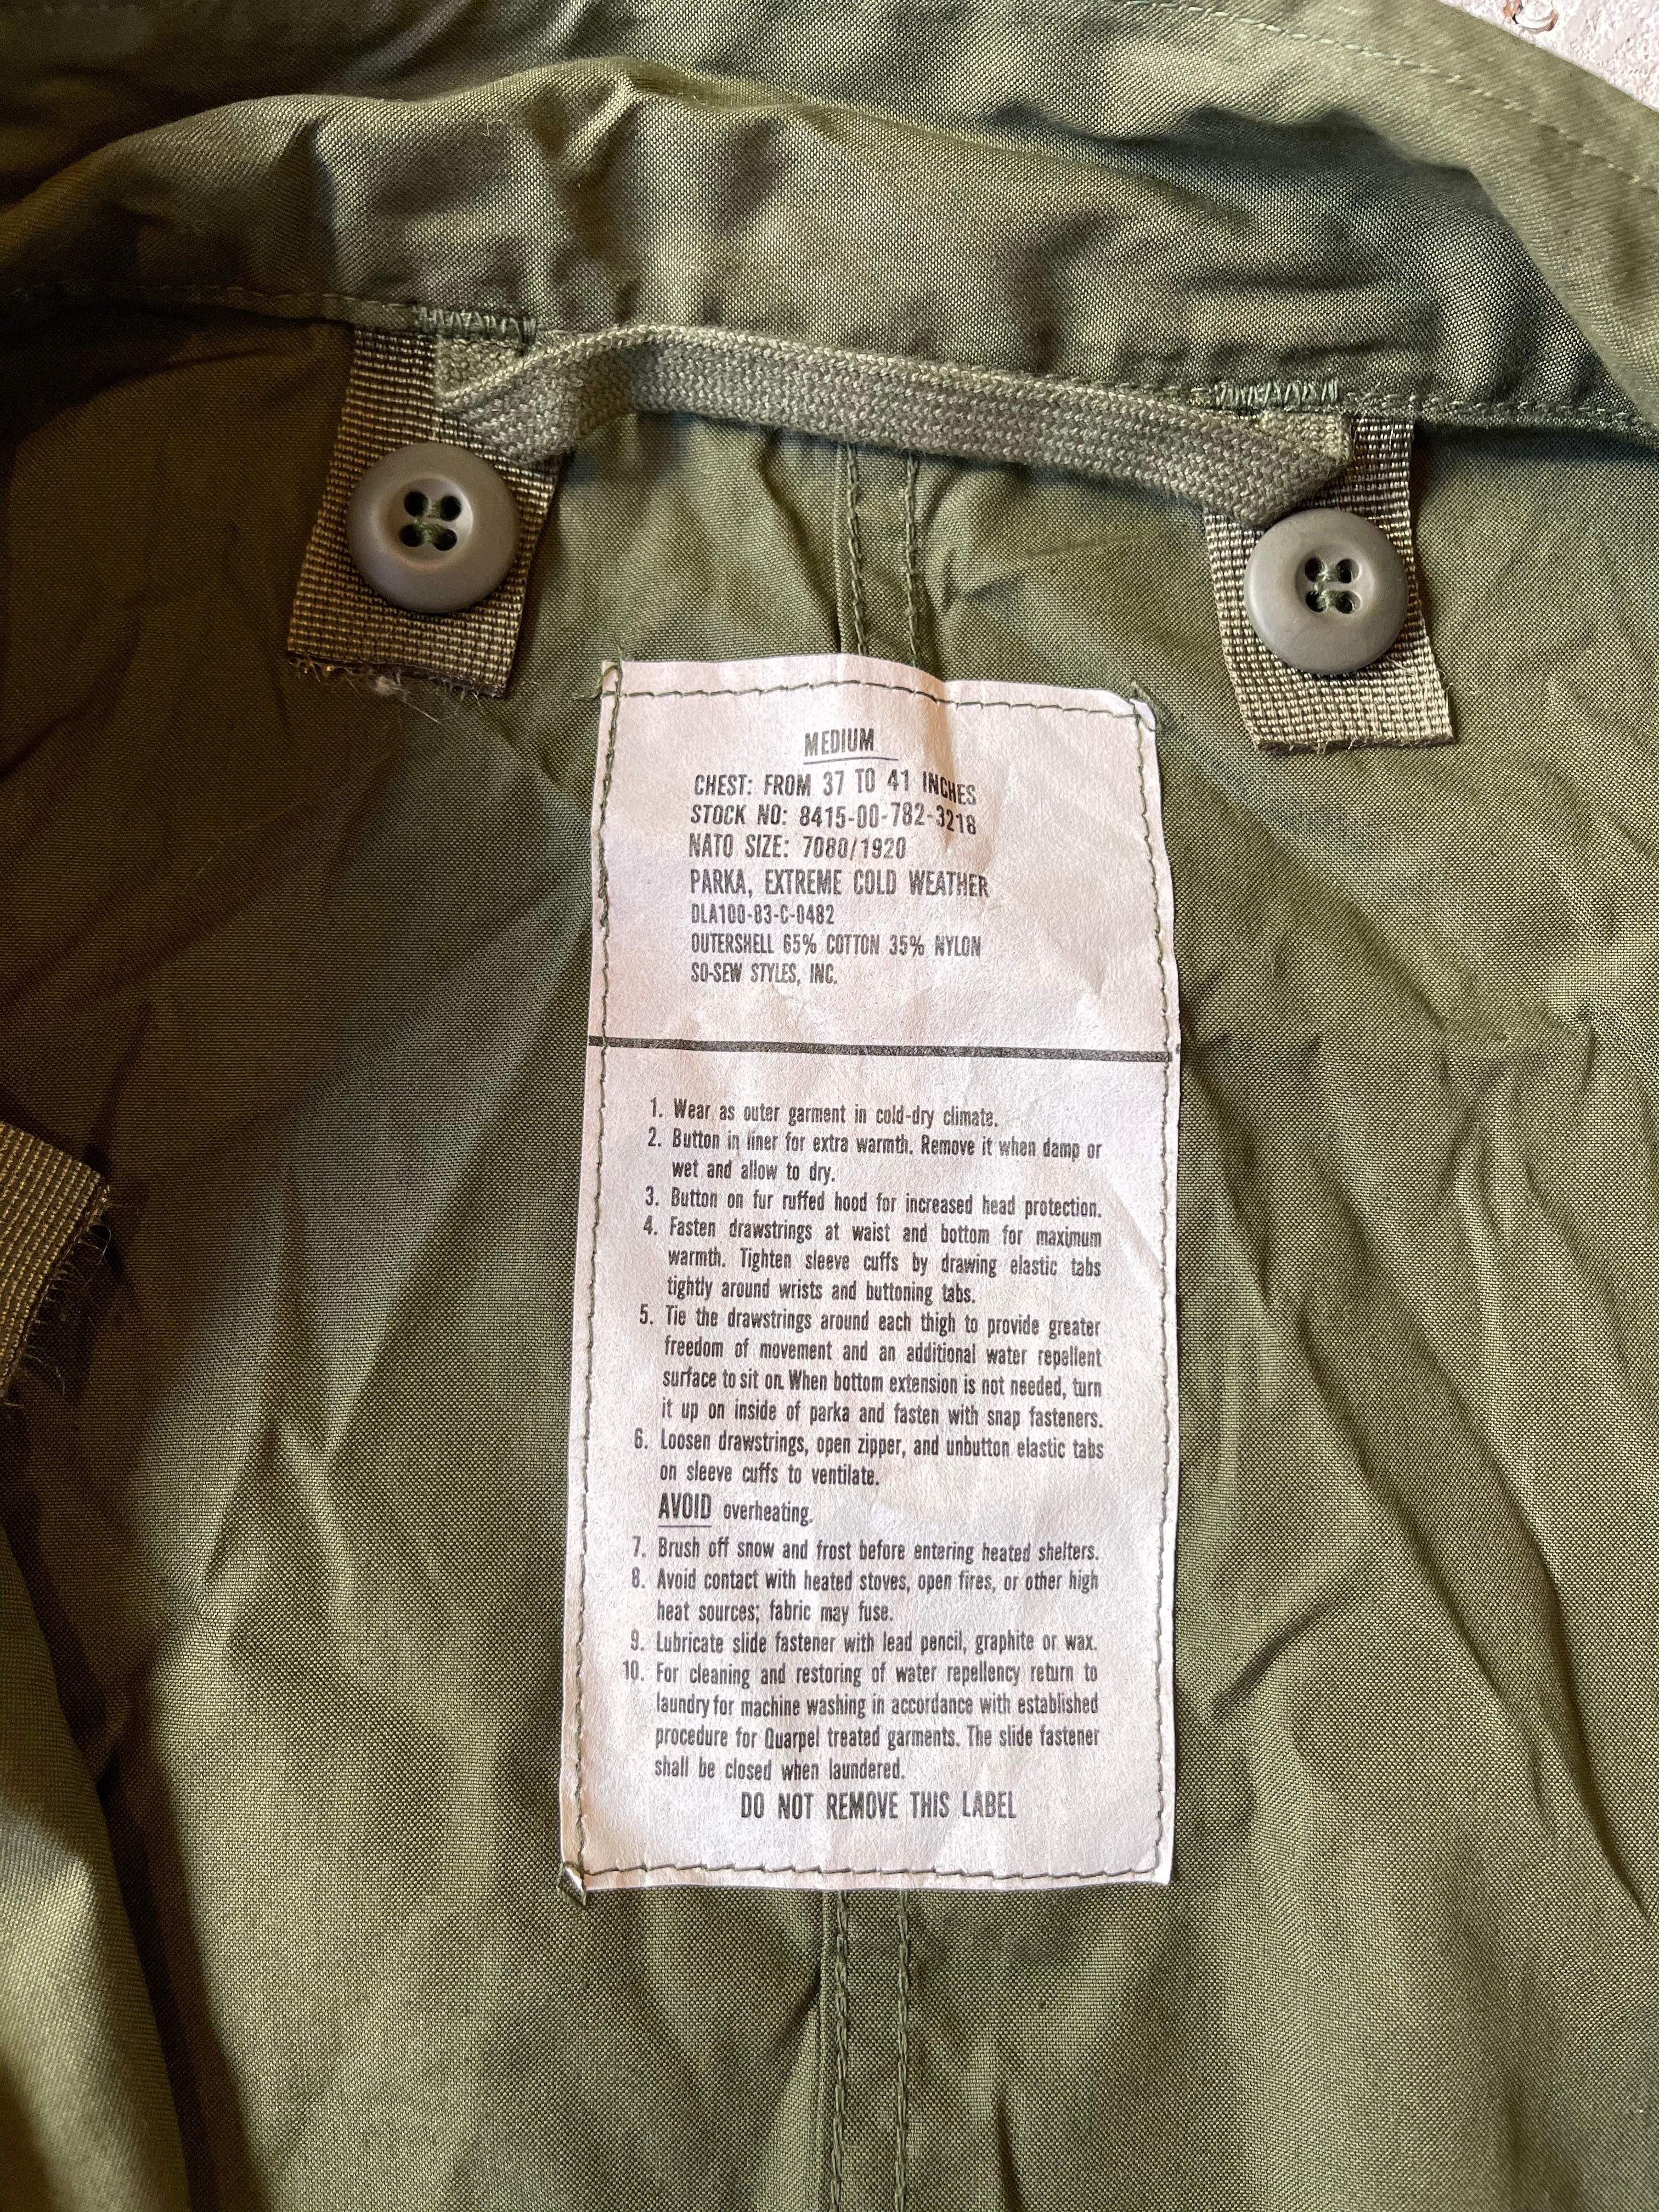 MEDIUM
CHEST: FROM 37 TO 41 INCHES
STOCK NO: 8415-00-782-3218
NATO SIZE: 7080/1920
PARKA, EXTREME COLD WEATHER
DLA100-83-C-0482
OUTERSHELL 65% COTTON 35% NYLON
SO-SEW STYLES, INC.
1. Wear as outer garment in cold-dry climate.
2. Button in liner for extra warmth. Remove it when damp or
wet and allow to dry.
3. Button on fur ruffed hood for increased head protection.
4. Fasten drawstrings at waist and bottom for maximum
warmth. Tighten sleeve cuffs by drawing elastic tabs
tightly around wrists and buttoning tabs.
5. Tie the drawstrings around each thigh to provide greater
freedom of movement and an additional water repellent
surface to sit on. When bottom extension is not needed, turn
it up on inside of parka and fasten with snap fasteners.
6. Loosen drawstrings, open zipper, and unbutton elastic tabs
on sleeve cuffs to ventilate.
AVOID overheating.
7. Brush off snow and frost before entering heated shelters.
8. Avoid contact with heated stoves, open fires, or other high
heat sources; fabric may fuse.
9. Lubricate slide fastener with lead pencil, graphite or wax.
10. For cleaning and restoring of water repellency return to
laundry for machine washing in accordance with established
procedure for Quarpel treated garments. The slide fastener
shall be closed when laundered.
DO NOT REMOVE THIS LABEL